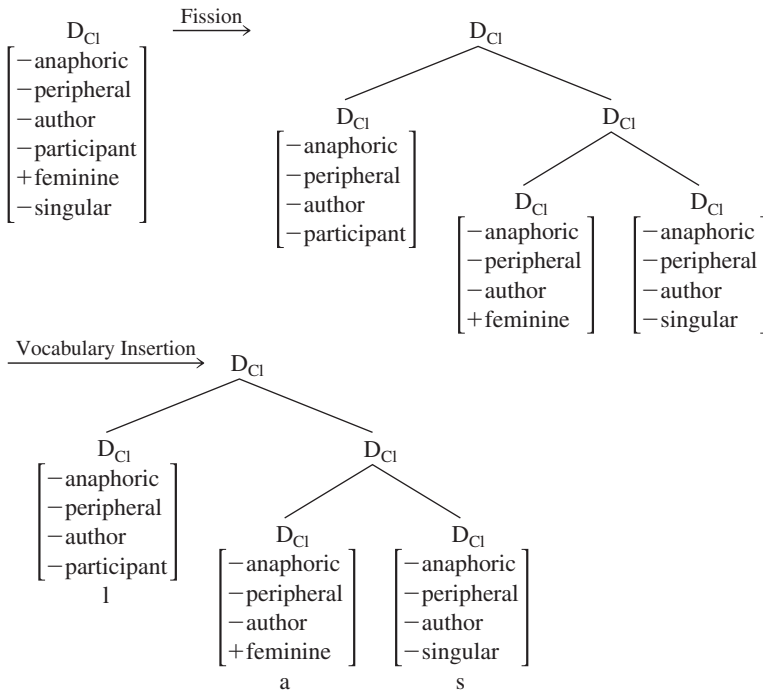 Fission
D_Cl
D_Cl
−anaphoric
−peripheral
−author
−participant
+feminine
−singular
D_Cl
−anaphoric
−peripheral
−author
−participant
D_Cl
D_Cl
−anaphoric
−peripheral
−author
+feminine
D_Cl
−anaphoric
−peripheral
−author
−singular
Vocabulary Insertion
D_Cl
D_Cl
−anaphoric
−peripheral
−author
−participant
l
D_Cl
D_Cl
−anaphoric
−peripheral
−author
+feminine
a
D_Cl
−anaphoric
−peripheral
−author
−singular
s